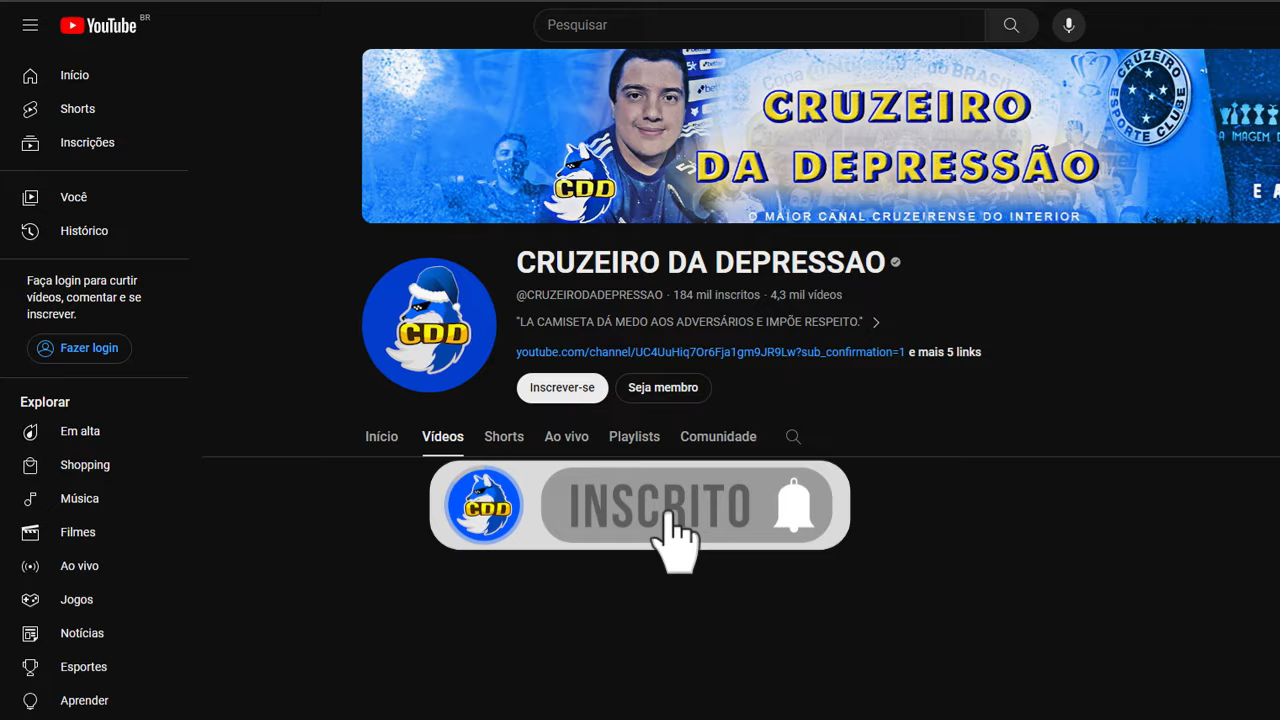 YouTube BR
Pesquisar
Início
Shorts
Inscrições
Você
Histórico
Faça login para curtir
vídeos, comentar e se
inscrever.
Fazer login
Explorar
Em alta
Shopping
Música
Filmes
Ao vivo
Jogos
Notícias
Esportes
Aprender
CRUZEIRO
DA DEPRESSÃO
O MAIOR CANAL CRUZEIRENSE DO INTERIOR
CDD
CRUZEIRO
ESPORTE CLUBE
A IMAGEM D
E A
CDD
CRUZEIRO DA DEPRESSAO
@CRUZEIRODADEPRESSAO · 184 mil inscritos · 4,3 mil vídeos
"LA CAMISETA DÁ MEDO AOS ADVERSÁRIOS E IMPÕE RESPEITO."
youtube.com/channel/UC4UuHiq7Or6Fja1gm9JR9Lw?sub_confirmation=1 e mais 5 links
Inscrever-se
Seja membro
Início Vídeos Shorts Ao vivo Playlists Comunidade
CDD
INSCRITO